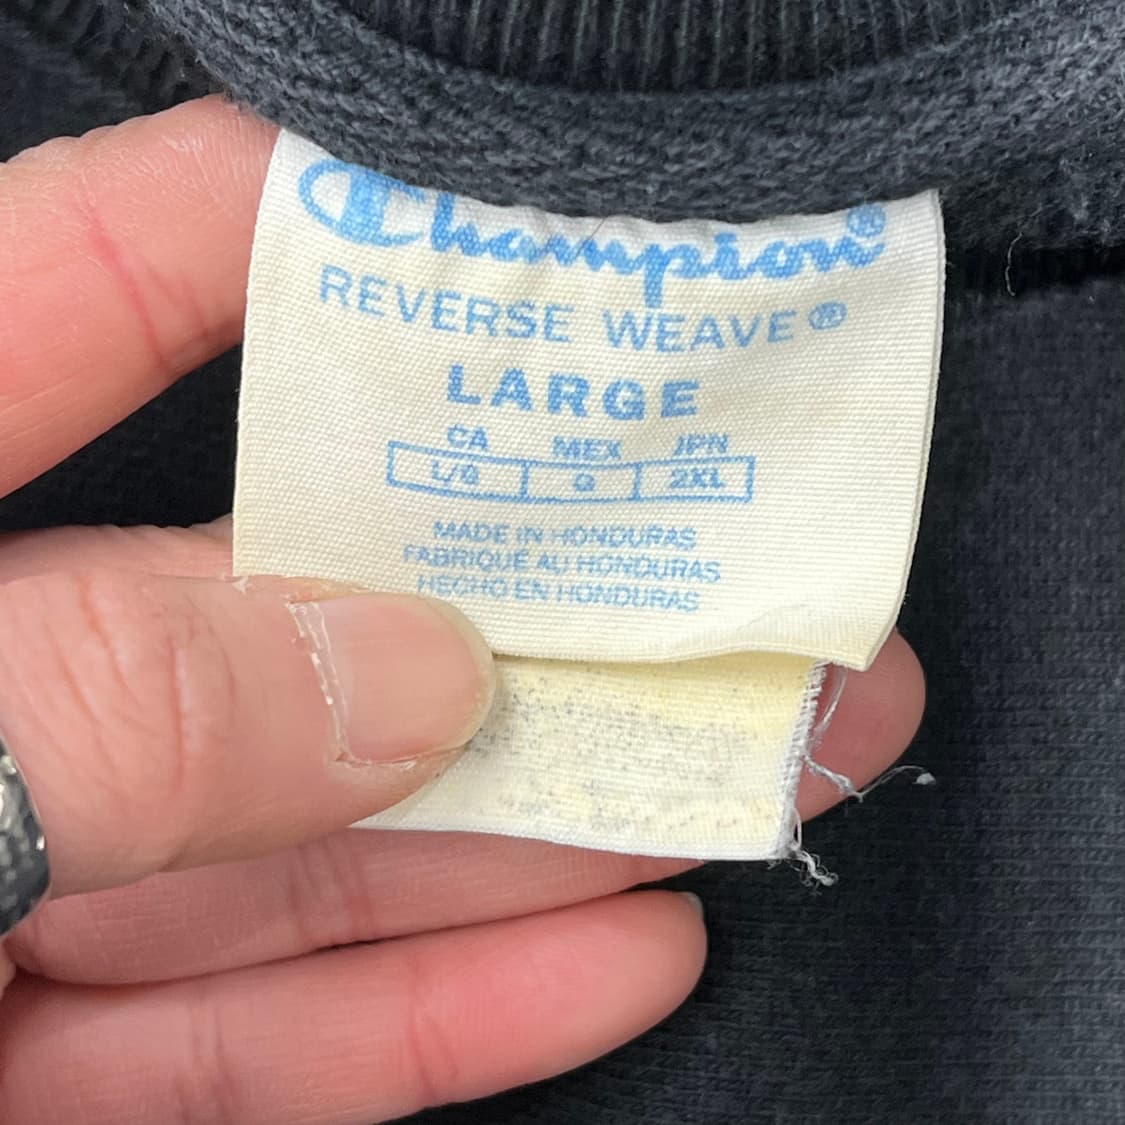 Champion®
REVERSE WEAVE®
LARGE
CA MEX JPN
L/G G 2XL
MADE IN HONDURAS
FABRIQUÉ AU HONDURAS
HECHO EN HONDURAS